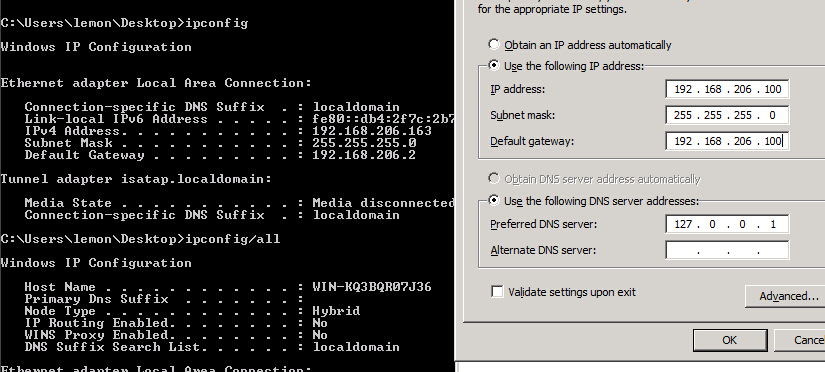 C:\Users\lemon\Desktop>ipconfig
Windows IP Configuration
Ethernet adapter Local Area Connection:
Connection-specific DNS Suffix . : localdomain
Link-local IPv6 Address . . . . . : fe80::db4:2f7c:2b7
IPv4 Address. . . . . . . . . . . : 192.168.206.163
Subnet Mask . . . . . . . . . . . : 255.255.255.0
Default Gateway . . . . . . . . . : 192.168.206.2
Tunnel adapter isatap.localdomain:
Media State . . . . . . . . . . . : Media disconnected
Connection-specific DNS Suffix . : localdomain
C:\Users\lemon\Desktop>ipconfig/all
Windows IP Configuration
Host Name . . . . . . . . . . . . : WIN-KQ3BQR07J36
Primary Dns Suffix . . . . . . . :
Node Type . . . . . . . . . . . . : Hybrid
IP Routing Enabled. . . . . . . . : No
WINS Proxy Enabled. . . . . . . . : No
DNS Suffix Search List. . . . . . : localdomain
Ethernet adapter Local Area Connection:
for the appropriate IP settings.
Obtain an IP address automatically
Use the following IP address:
IP address: 192 . 168 . 206 . 100
Subnet mask: 255 . 255 . 255 . 0
Default gateway: 192 . 168 . 206 . 100
Obtain DNS server address automatically
Use the following DNS server addresses:
Preferred DNS server: 127 . 0 . 0 . 1
Alternate DNS server: . . .
Validate settings upon exit
Advanced...
OK
Cance